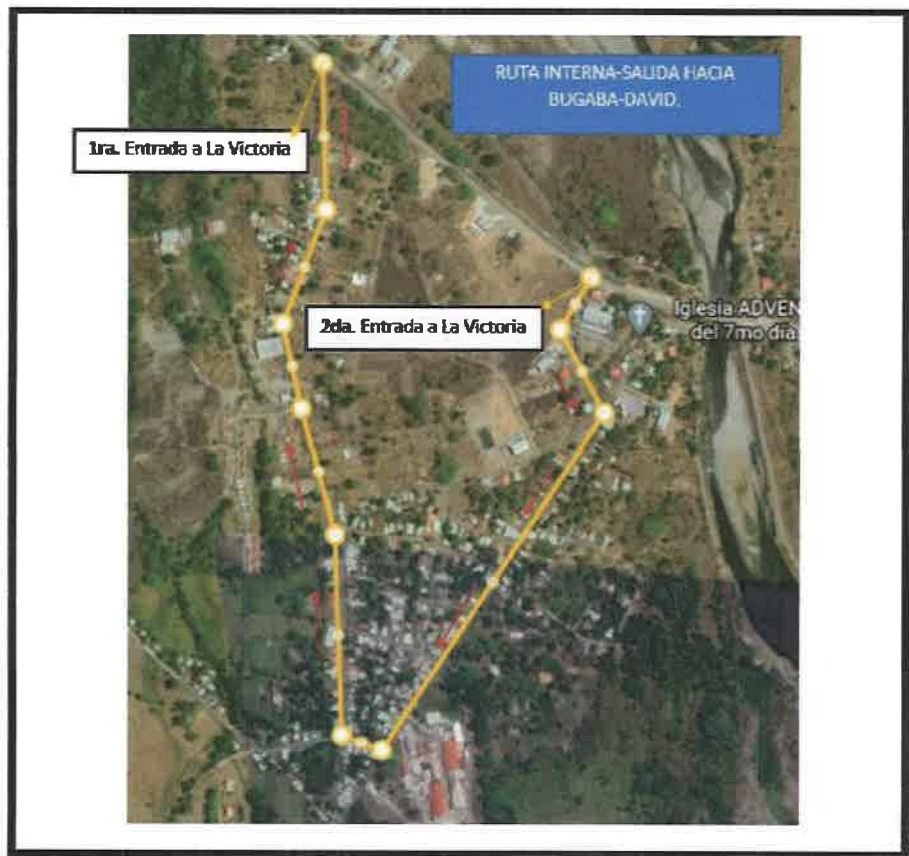 RUTA INTERNA-SALIDA HACIA
BUGABA-DAVID.
1ra. Entrada a La Victoria
2da. Entrada a La Victoria
Iglesia ADVEN
del 7mo dia